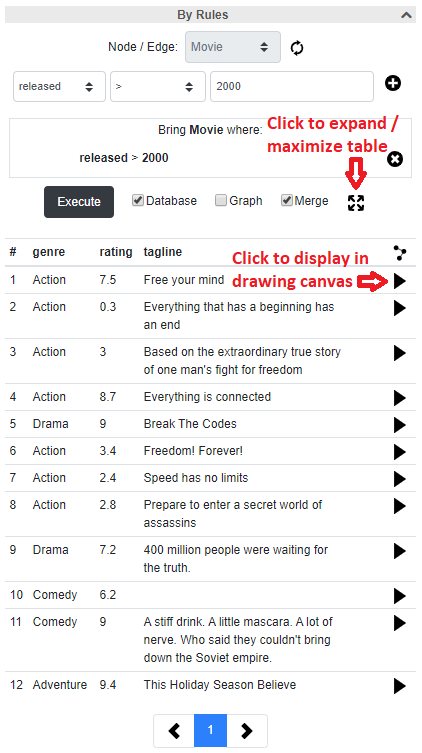 By Rules
Node / Edge: Movie
released > 2000
Bring Movie where:
Click to expand /
maximize table
released > 2000
Execute Database Graph Merge
# genre rating tagline
Click to display in
drawing canvas
1 Action 7.5 Free your mind
2 Action 0.3 Everything that has a beginning has
an end
3 Action 3 Based on the extraordinary true story
of one man's fight for freedom
4 Action 8.7 Everything is connected
5 Drama 9 Break The Codes
6 Action 3.4 Freedom! Forever!
7 Action 2.4 Speed has no limits
8 Action 2.8 Prepare to enter a secret world of
assassins
9 Drama 7.2 400 million people were waiting for
the truth.
10 Comedy 6.2
11 Comedy 9 A stiff drink. A little mascara. A lot of
nerve. Who said they couldn't bring
down the Soviet empire.
12 Adventure 9.4 This Holiday Season Believe
1